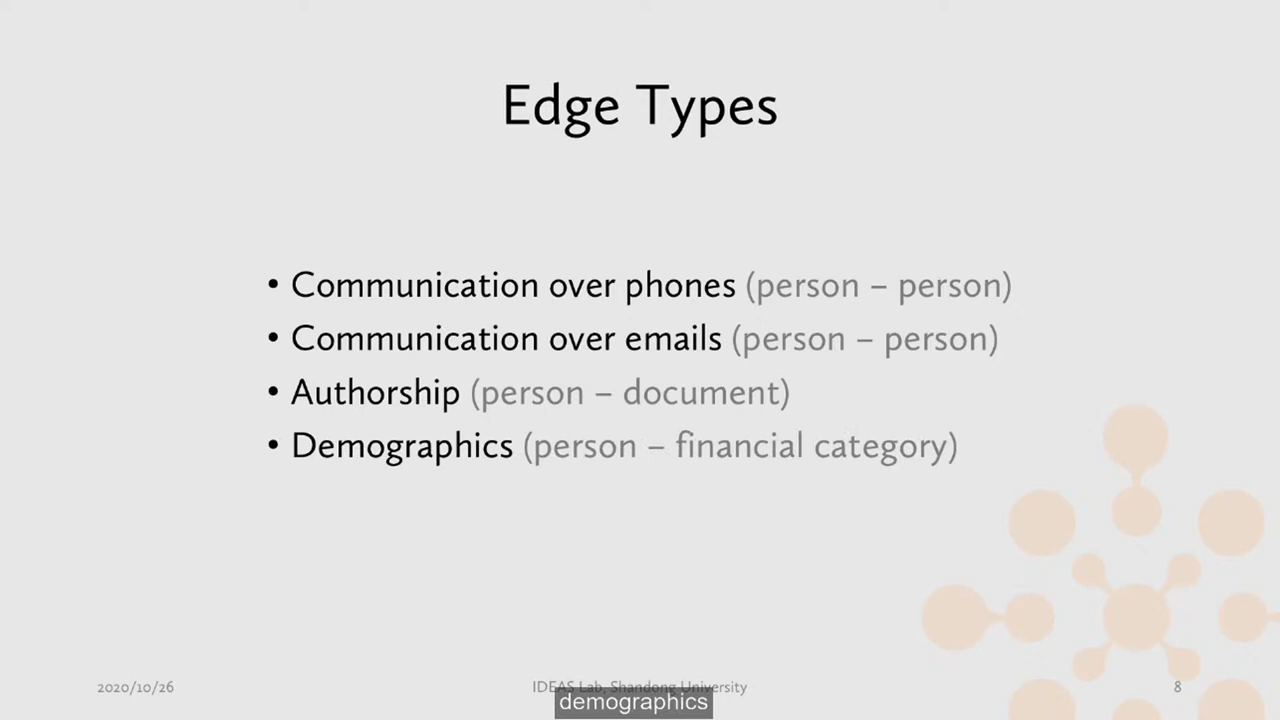 Edge Types
• Communication over phones (person – person)
• Communication over emails (person – person)
• Authorship (person – document)
• Demographics (person – financial category)
2020/10/26
IDEAS Lab, Shandong University
8
demographics